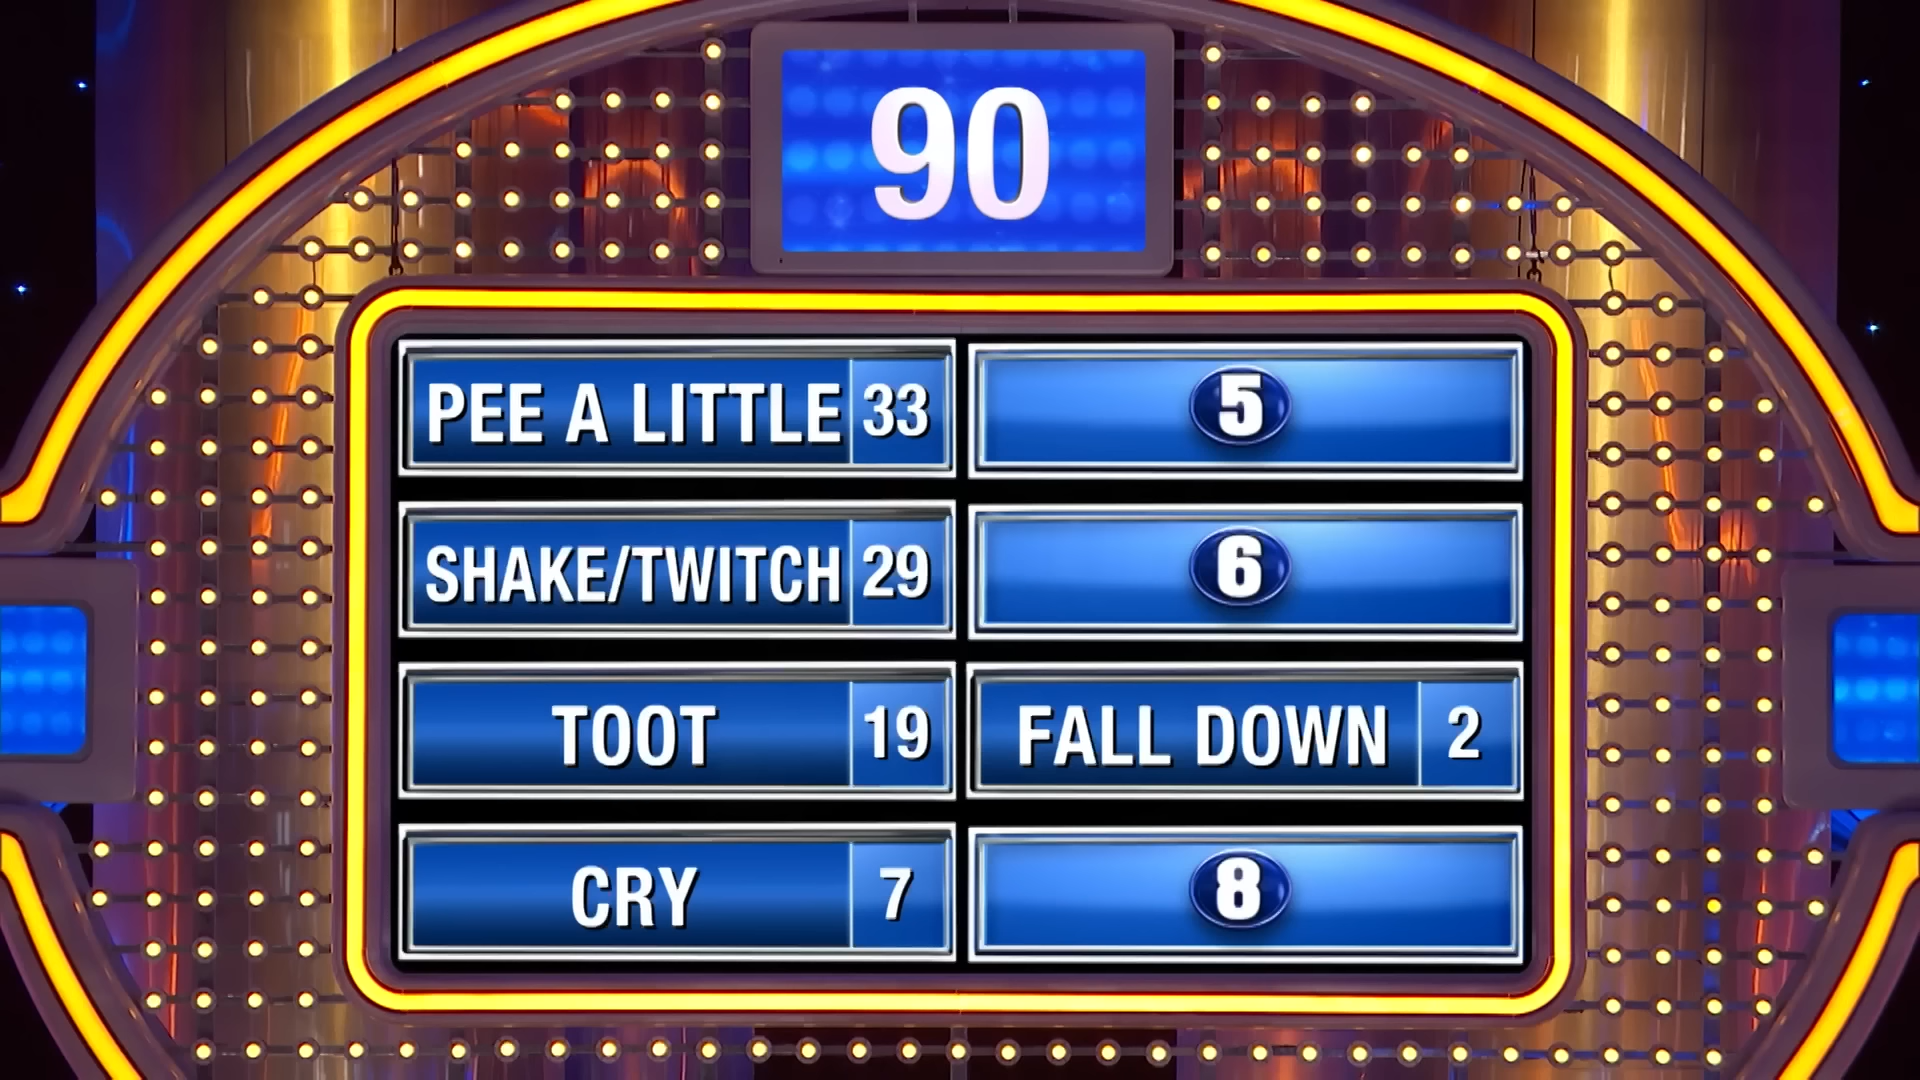 90
PEE A LITTLE 33
5
SHAKE/TWITCH 29
6
TOOT 19
FALL DOWN 2
CRY 7
8